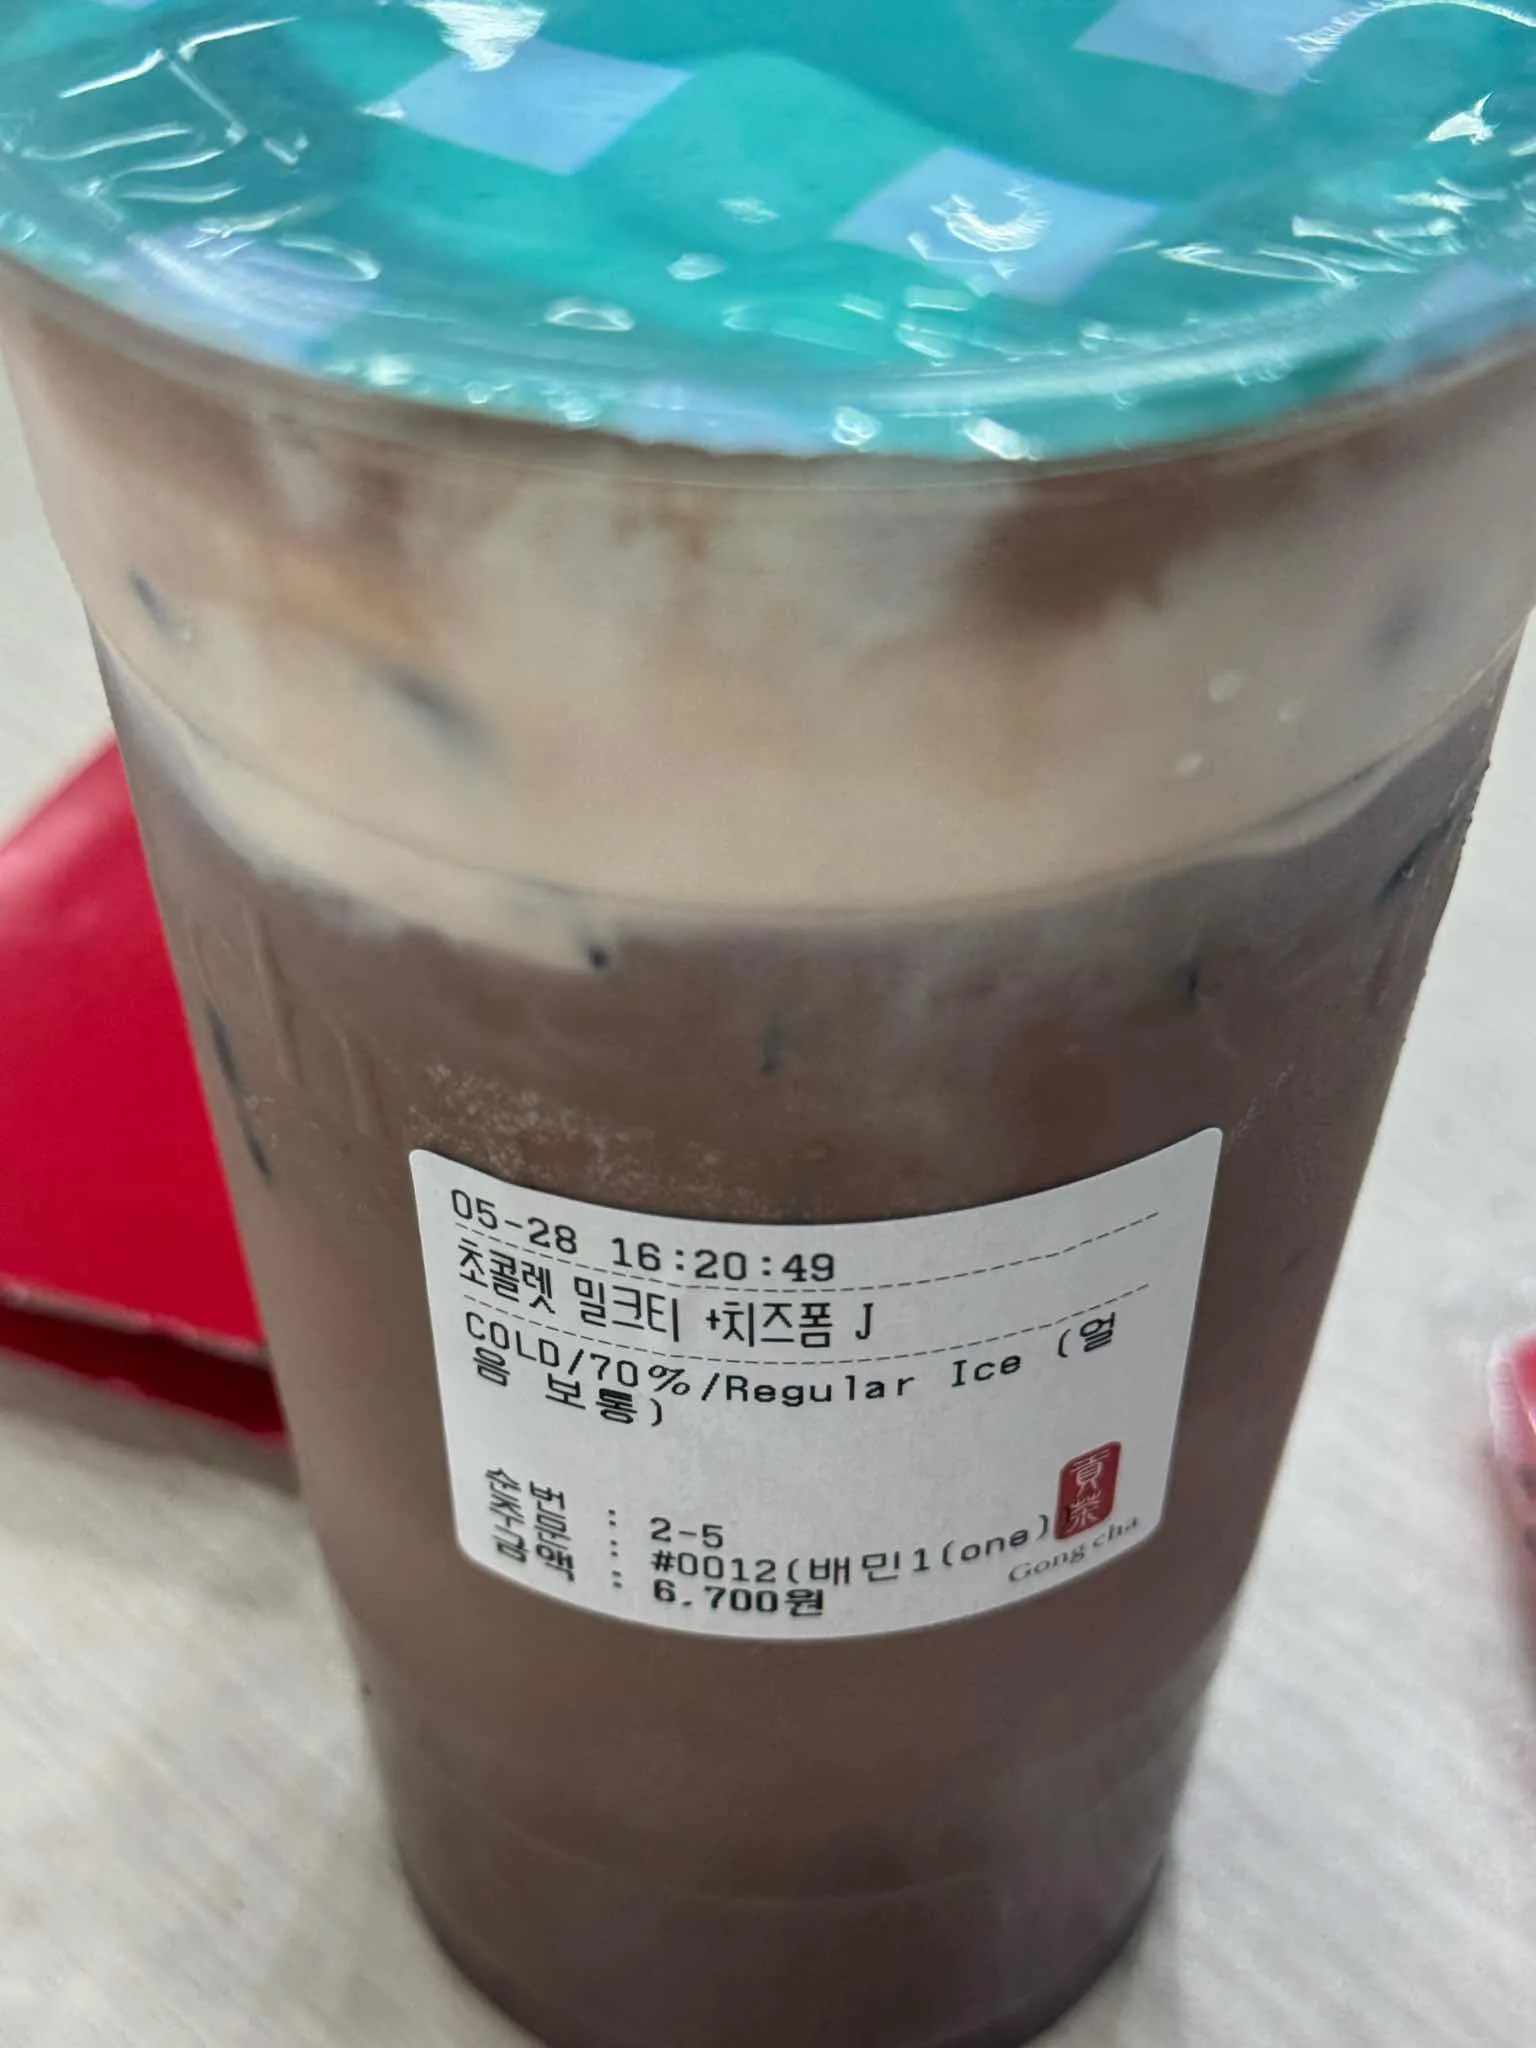 05-28 16:20:49
초콜렛 밀크티 +치즈폼 J
COLD/70%/Regular Ice (얼
음 보통)
순번 : 2-5
주문 : #0012(배민1(one)
금액 : 6,700원
貢茶
Gong cha